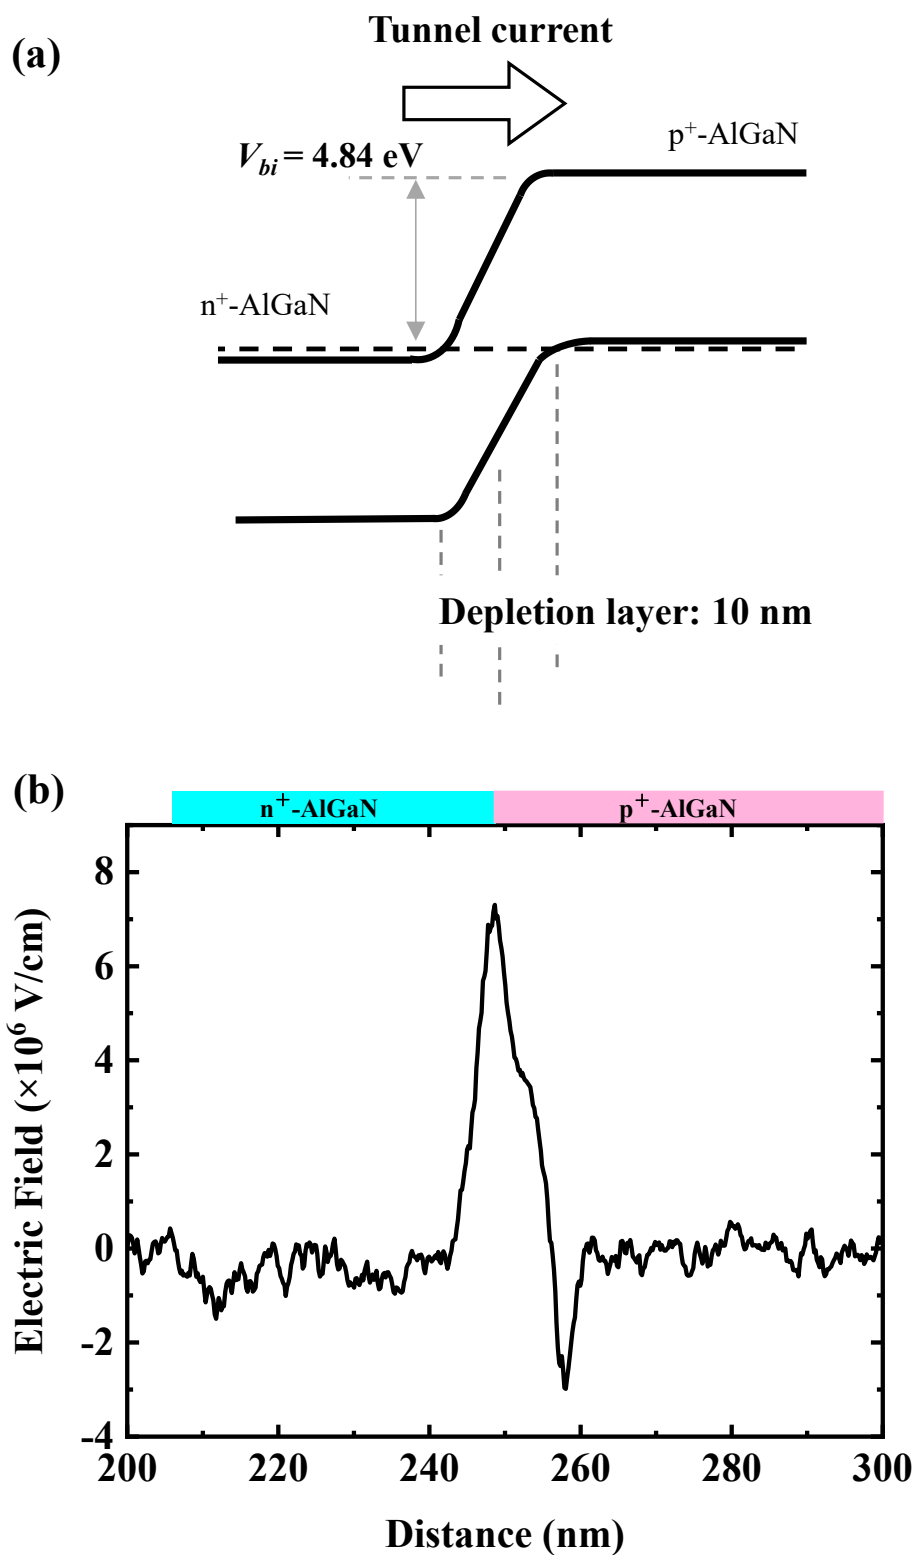 (a)
Tunnel current
p⁺-AlGaN
V_bi = 4.84 eV
n⁺-AlGaN
Depletion layer: 10 nm
(b)
n⁺-AlGaN
p⁺-AlGaN
8
6
4
2
0
-2
-4
Electric Field (×10⁶ V/cm)
200
220
240
260
280
300
Distance (nm)